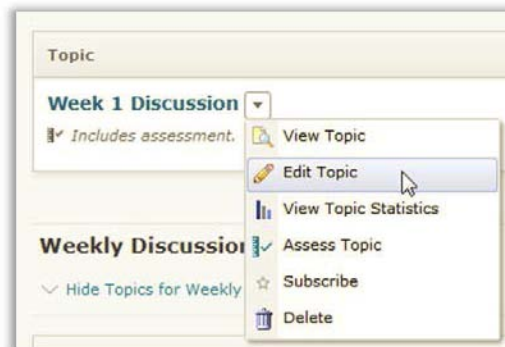 Topic
Week 1 Discussion
Includes assessment.
View Topic
Edit Topic
View Topic Statistics
Assess Topic
Subscribe
Delete
Weekly Discussion
Hide Topics for Weekly